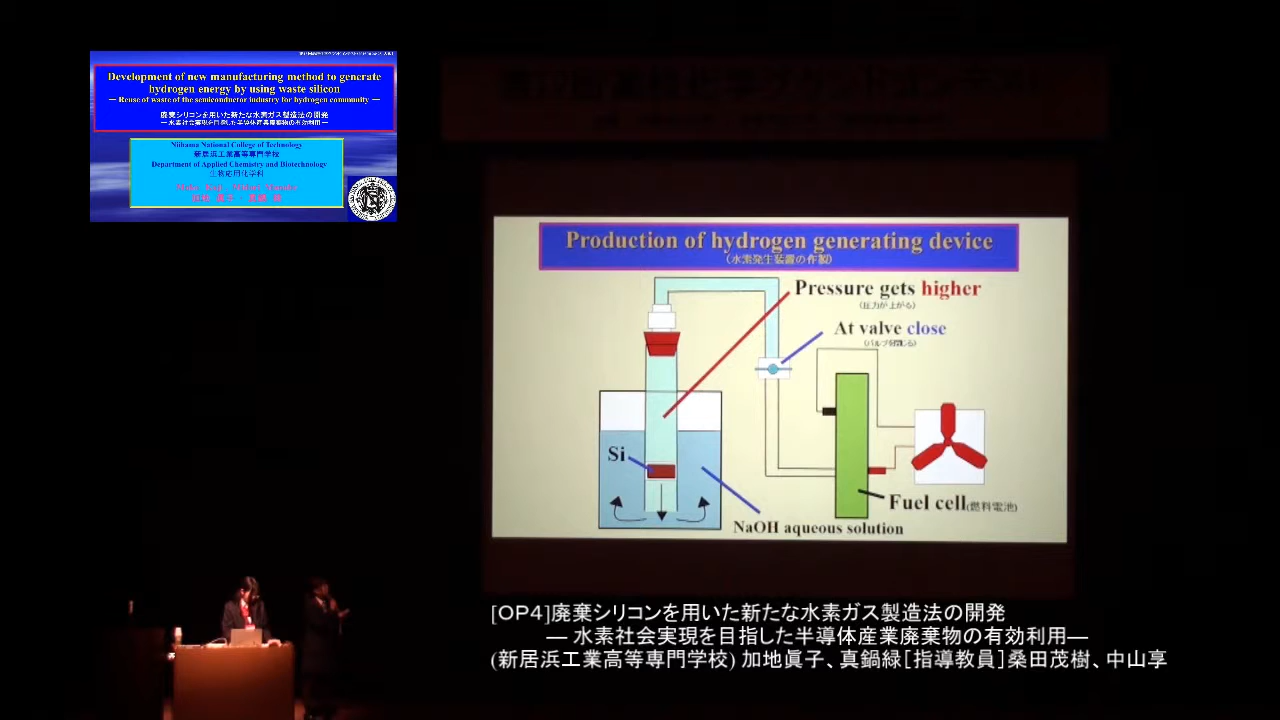 Development of new manufacturing method to generate
hydrogen energy by using waste silicon
— Reuse of waste of the semiconductor industry for hydrogen community —
廃棄シリコンを用いた新たな水素ガス製造法の開発
— 水素社会実現を目指した半導体産業廃棄物の有効利用 —
Niihama National College of Technology
新居浜工業高等専門学校
Department of Applied Chemistry and Biotechnology
生物応用化学科
Production of hydrogen generating device
(水素発生装置の作製)
Pressure gets higher
(圧力が上がる)
At valve close
(バルブを閉じる)
Si
Fuel cell(燃料電池)
NaOH aqueous solution
[OP4]廃棄シリコンを用いた新たな水素ガス製造法の開発
― 水素社会実現を目指した半導体産業廃棄物の有効利用―
(新居浜工業高等専門学校) 加地眞子、真鍋緑[指導教員]桑田茂樹、中山享